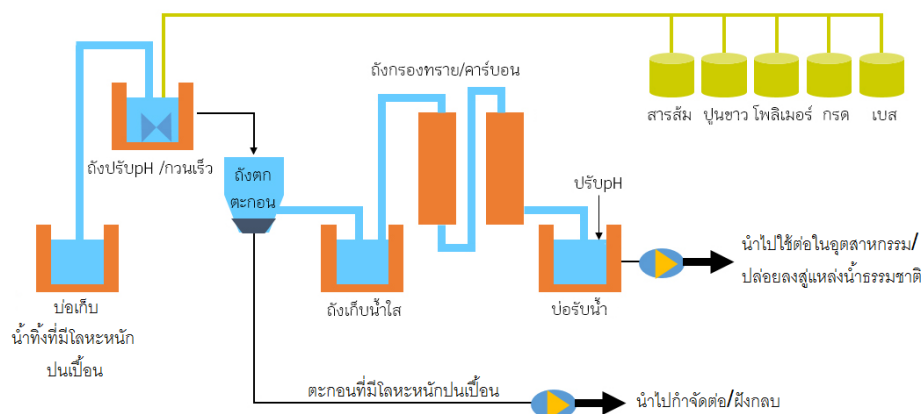 ถังกรองทราย/คาร์บอน
สารส้ม
ปูนขาว
โพลิเมอร์
กรด
เบส
ถังปรับpH /กวนเร็ว
ถังตก
ตะกอน
ปรับpH
นำไปใช้ต่อในอุตสาหกรรม/
ปล่อยลงสู่แหล่งน้ำธรรมชาติ
บ่อเก็บ
น้ำทิ้งที่มีโลหะหนัก
ปนเปื้อน
ถังเก็บน้ำใส
บ่อรับน้ำ
ตะกอนที่มีโลหะหนักปนเปื้อน
นำไปกำจัดต่อ/ฝังกลบ